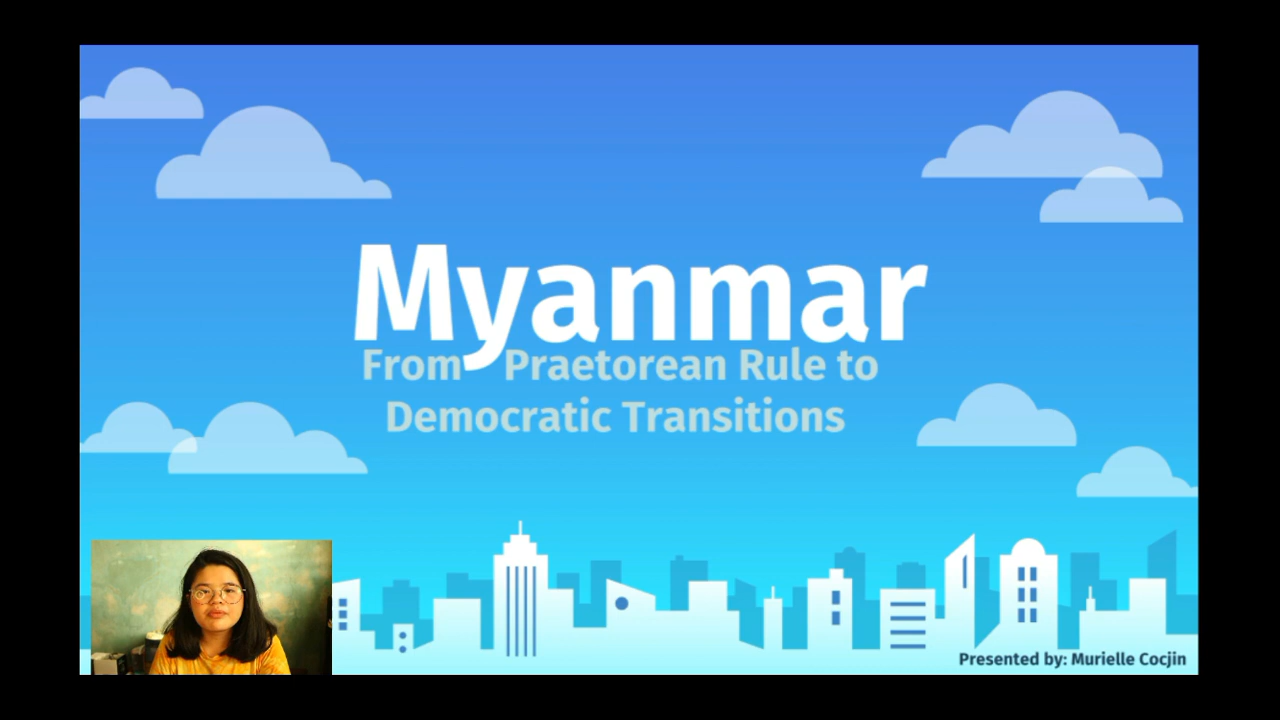 Myanmar
From Praetorean Rule to
Democratic Transitions
Presented by: Murielle Cocjin